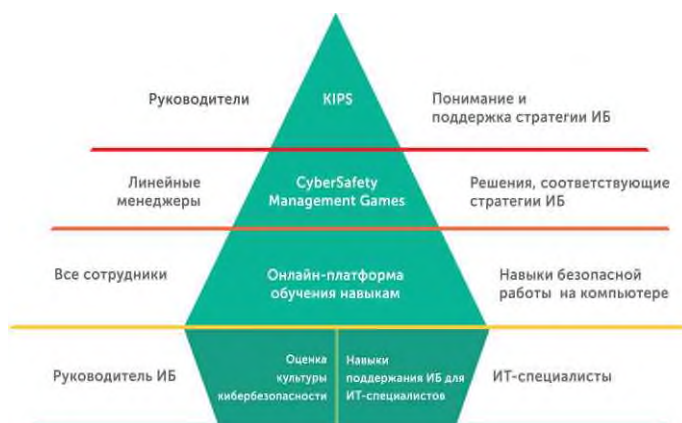 Руководители
KIPS
Понимание и
поддержка стратегии ИБ
Линейные
менеджеры
CyberSafety
Management Games
Решения, соответствующие
стратегии ИБ
Все сотрудники
Онлайн-платформа
обучения навыкам
Навыки безопасной
работы на компьютере
Руководитель ИБ
Оценка
культуры
кибербезопасности
Навыки
поддержания ИБ для
ИТ-специалистов
ИТ-специалисты